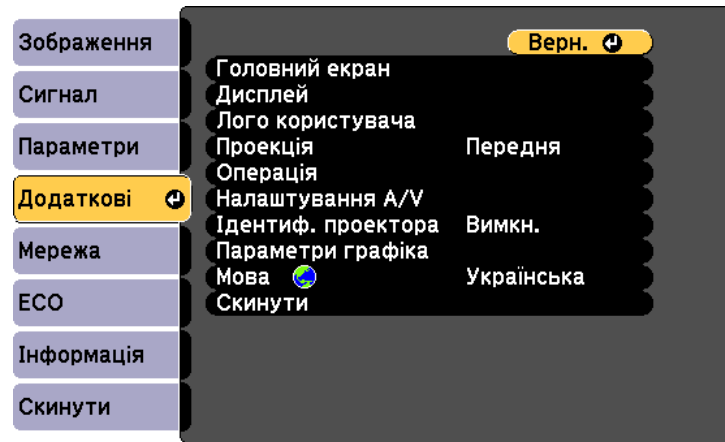 Зображення
Сигнал
Параметри
Додаткові
Мережа
ECO
Інформація
Скинути
Верн.
Головний екран
Дисплей
Лого користувача
Проекція Передня
Операція
Налаштування A/V
Ідентиф. проектора Вимкн.
Параметри графіка
Мова Українська
Скинути